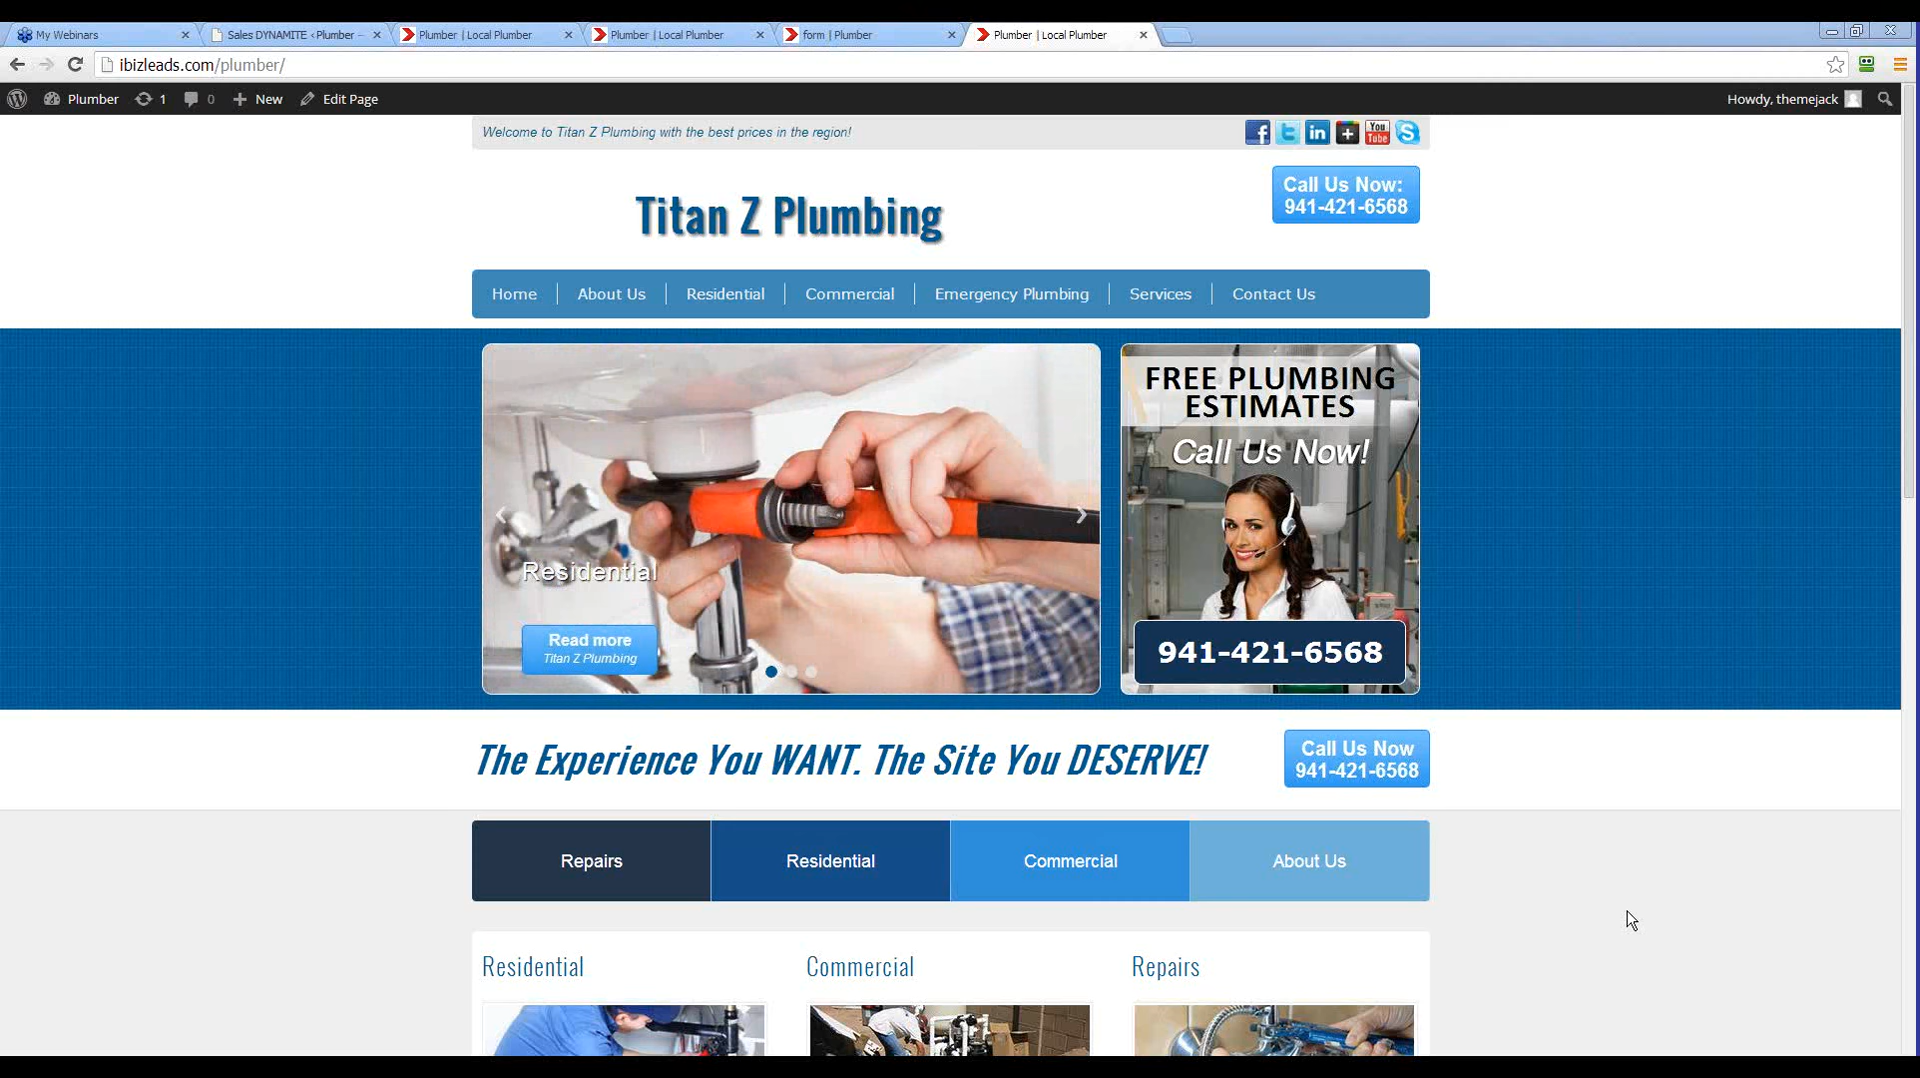 My Webinars
Sales DYNAMITE ‹ Plumber —
Plumber | Local Plumber
Plumber | Local Plumber
form | Plumber
Plumber | Local Plumber
ibizleads.com/plumber/
Plumber
1
0
New
Edit Page
Howdy, themejack
Welcome to Titan Z Plumbing with the best prices in the region!
You
Tube
Titan Z Plumbing
Call Us Now:
941-421-6568
Home
About Us
Residential
Commercial
Emergency Plumbing
Services
Contact Us
FREE PLUMBING
ESTIMATES
Call Us Now!
Residential
Read more
Titan Z Plumbing
941-421-6568
The Experience You WANT. The Site You DESERVE!
Call Us Now
941-421-6568
Repairs
Residential
Commercial
About Us
Residential
Commercial
Repairs